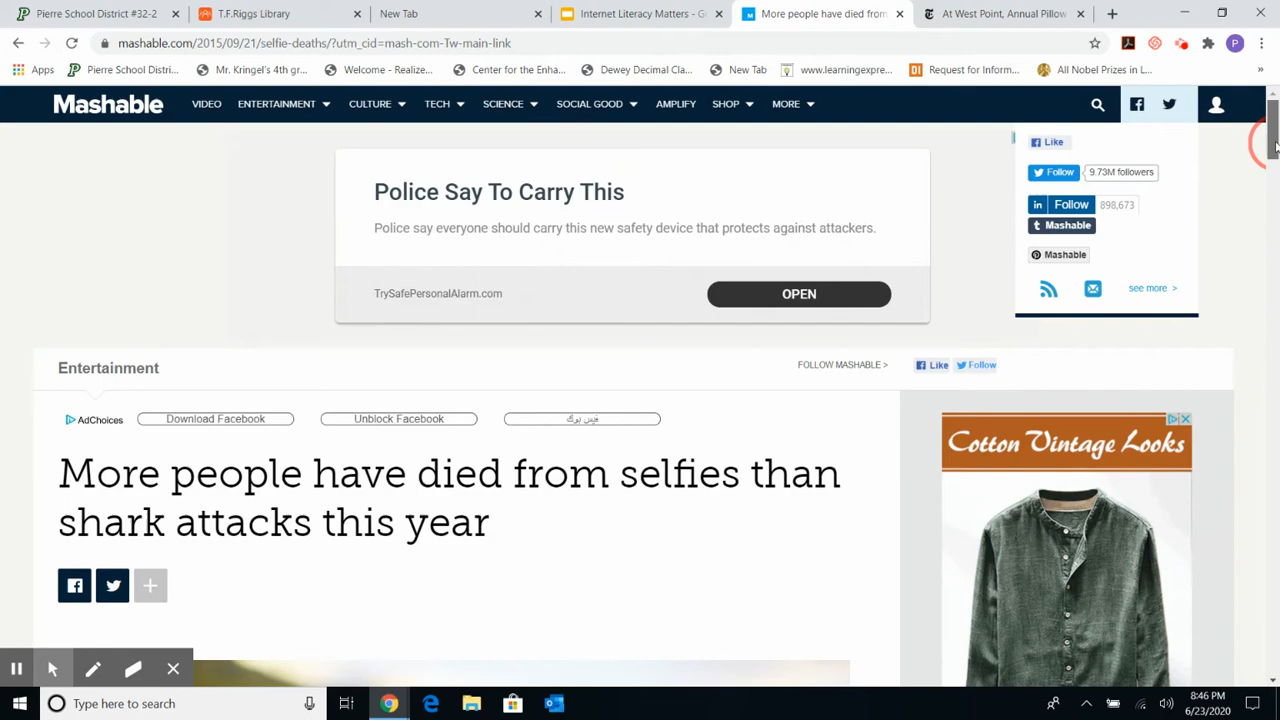 Pierre School District #32-2
T.F.Riggs Library
New Tab
Internet Literacy Matters - G
More people have died from
At West Point, Annual Pillow
mashable.com/2015/09/21/selfie-deaths/?utm_cid=mash-com-Tw-main-link
P
Apps
Pierre School Distri...
Mr. Kringel's 4th gr...
Welcome - Realize...
Center for the Enha...
Dewey Decimal Cla...
New Tab
www.learningexpre...
Request for Inform...
All Nobel Prizes in L...
»
Mashable
VIDEO
ENTERTAINMENT
CULTURE
TECH
SCIENCE
SOCIAL GOOD
AMPLIFY
SHOP
MORE
Like
Follow
9.73M followers
in Follow
898,673
t Mashable
Mashable
see more >
Police Say To Carry This
Police say everyone should carry this new safety device that protects against attackers.
TrySafePersonalAlarm.com
OPEN
Entertainment
FOLLOW MASHABLE >
Like
Follow
AdChoices
Download Facebook
Unblock Facebook
فيس بوك
Cotton Vintage Looks
More people have died from selfies than
shark attacks this year
Type here to search
8:46 PM
6/23/2020